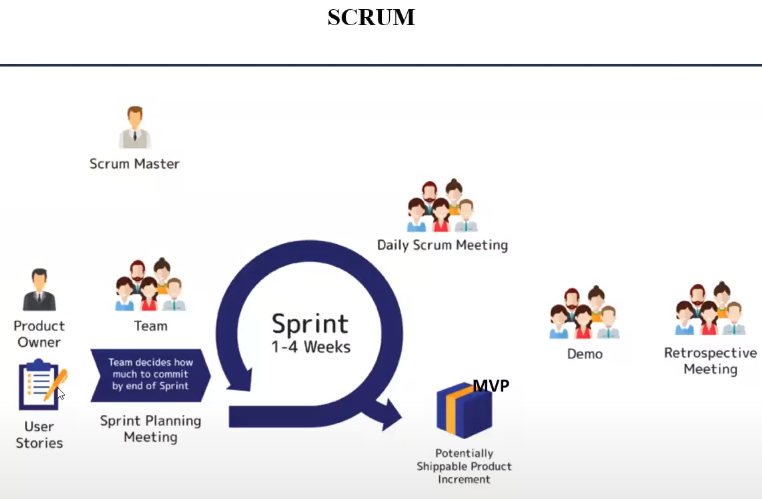 SCRUM
Scrum Master
Daily Scrum Meeting
Product
Owner
Team
Sprint
1-4 Weeks
Demo
Retrospective
Meeting
Team decides how
much to commit
by end of Sprint
MVP
User
Stories
Sprint Planning
Meeting
Potentially
Shippable Product
Increment